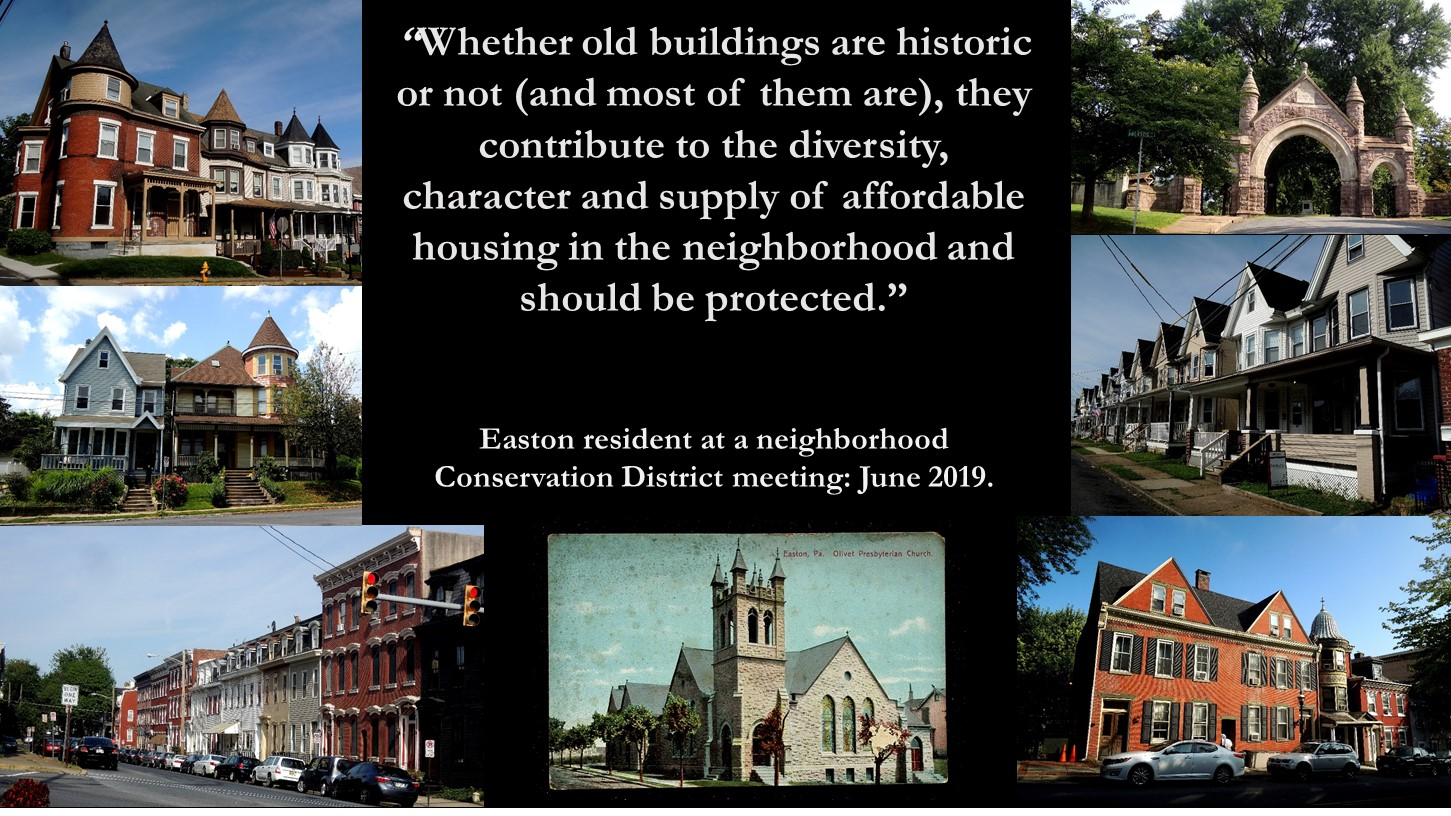 “Whether old buildings are historic
or not (and most of them are), they
contribute to the diversity,
character and supply of affordable
housing in the neighborhood and
should be protected.”
Easton resident at a neighborhood
Conservation District meeting: June 2019.
Easton, Pa. Olivet Presbyterian Church.
ONE
WAY